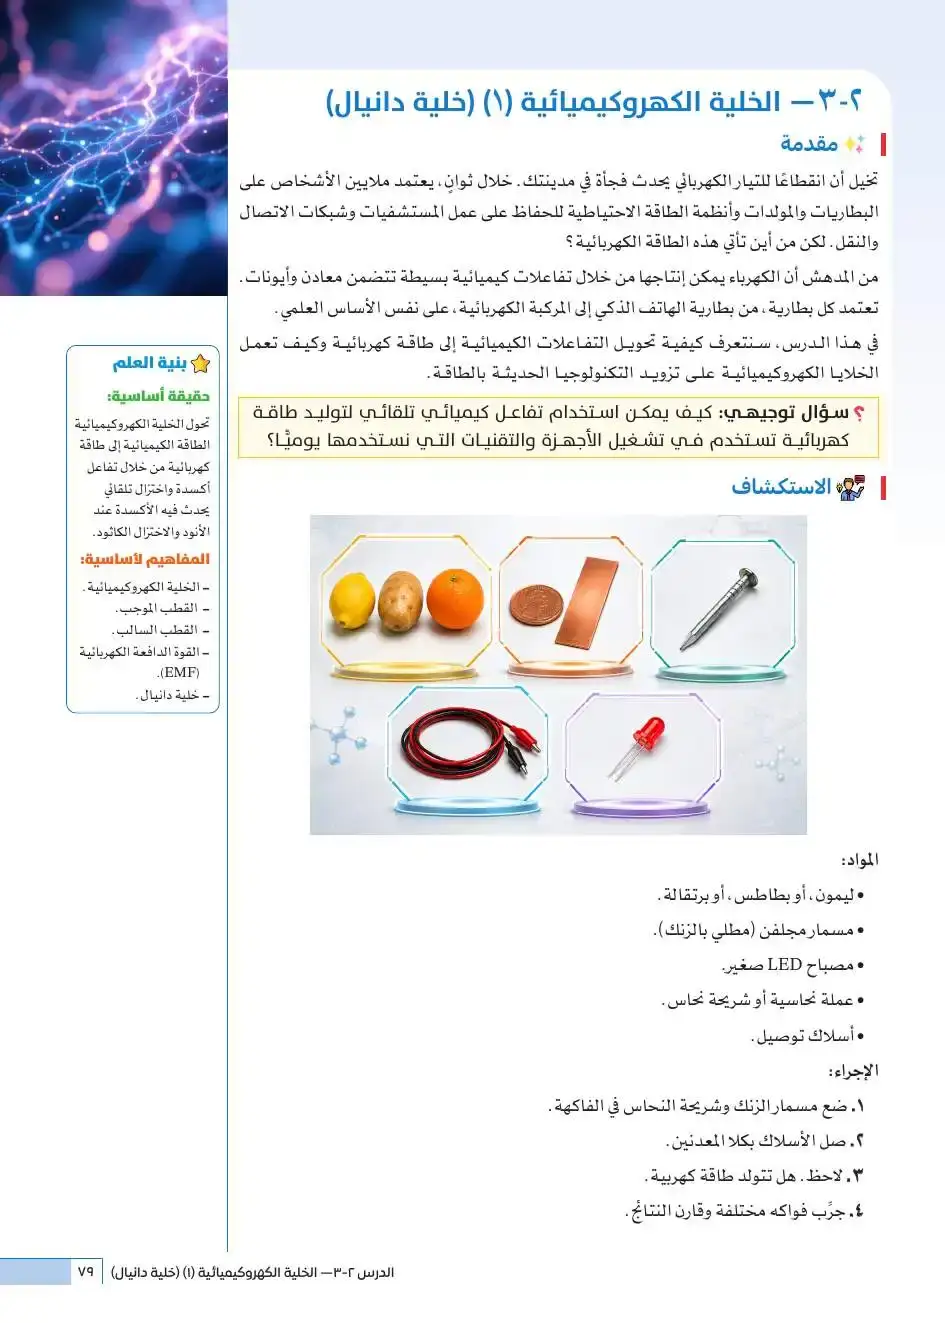 ٢-٣— الخلية الكهروكيميائية (١) (خلية دانيال)
مقدمة
تخيل أن انقطاعًا للتيار الكهربائي يحدث فجأة في مدينتك. خلال ثوانٍ، يعتمد ملايين الأشخاص على
البطاريات والمولدات وأنظمة الطاقة الاحتياطية للحفاظ على عمل المستشفيات وشبكات الاتصال
والنقل. لكن من أين تأتي هذه الطاقة الكهربائية؟
من المدهش أن الكهرباء يمكن إنتاجها من خلال تفاعلات كيميائية بسيطة تتضمن معادن وأيونات.
تعتمد كل بطارية، من بطارية الهاتف الذكي إلى المركبة الكهربائية، على نفس الأساس العلمي.
في هذا الدرس، سنتعرف كيفية تحويل التفاعلات الكيميائية إلى طاقة كهربائية وكيف تعمل
الخلايا الكهروكيميائية على تزويد التكنولوجيا الحديثة بالطاقة.
؟ سؤال توجيهي: كيف يمكن استخدام تفاعل كيميائي تلقائي لتوليد طاقة
كهربائية تستخدم في تشغيل الأجهزة والتقنيات التي نستخدمها يوميًّا؟
الاستكشاف
المواد:
• ليمون، أو بطاطس، أو برتقالة.
• مسمار مجلفن (مطلي بالزنك).
• مصباح LED صغير.
• عملة نحاسية أو شريحة نحاس.
• أسلاك توصيل.
الإجراء:
١. ضع مسمار الزنك وشريحة النحاس في الفاكهة.
٢. صل الأسلاك بكلا المعدنين.
٣. لاحظ. هل تتولد طاقة كهربية.
٤. جرِّب فواكه مختلفة وقارن النتائج.
بنية العلم
حقيقة أساسية:
تحول الخلية الكهروكيميائية
الطاقة الكيميائية إلى طاقة
كهربائية من خلال تفاعل
أكسدة واختزال تلقائي
يحدث فيه الأكسدة عند
الأنود والاختزال الكاثود.
المفاهيم لأساسية:
– الخلية الكهروكيميائية.
– القطب الموجب.
– القطب السالب.
– القوة الدافعة الكهربائية
(EMF).
– خلية دانيال.
الدرس ٢-٣— الخلية الكهروكيميائية (١) (خلية دانيال) ٧٩